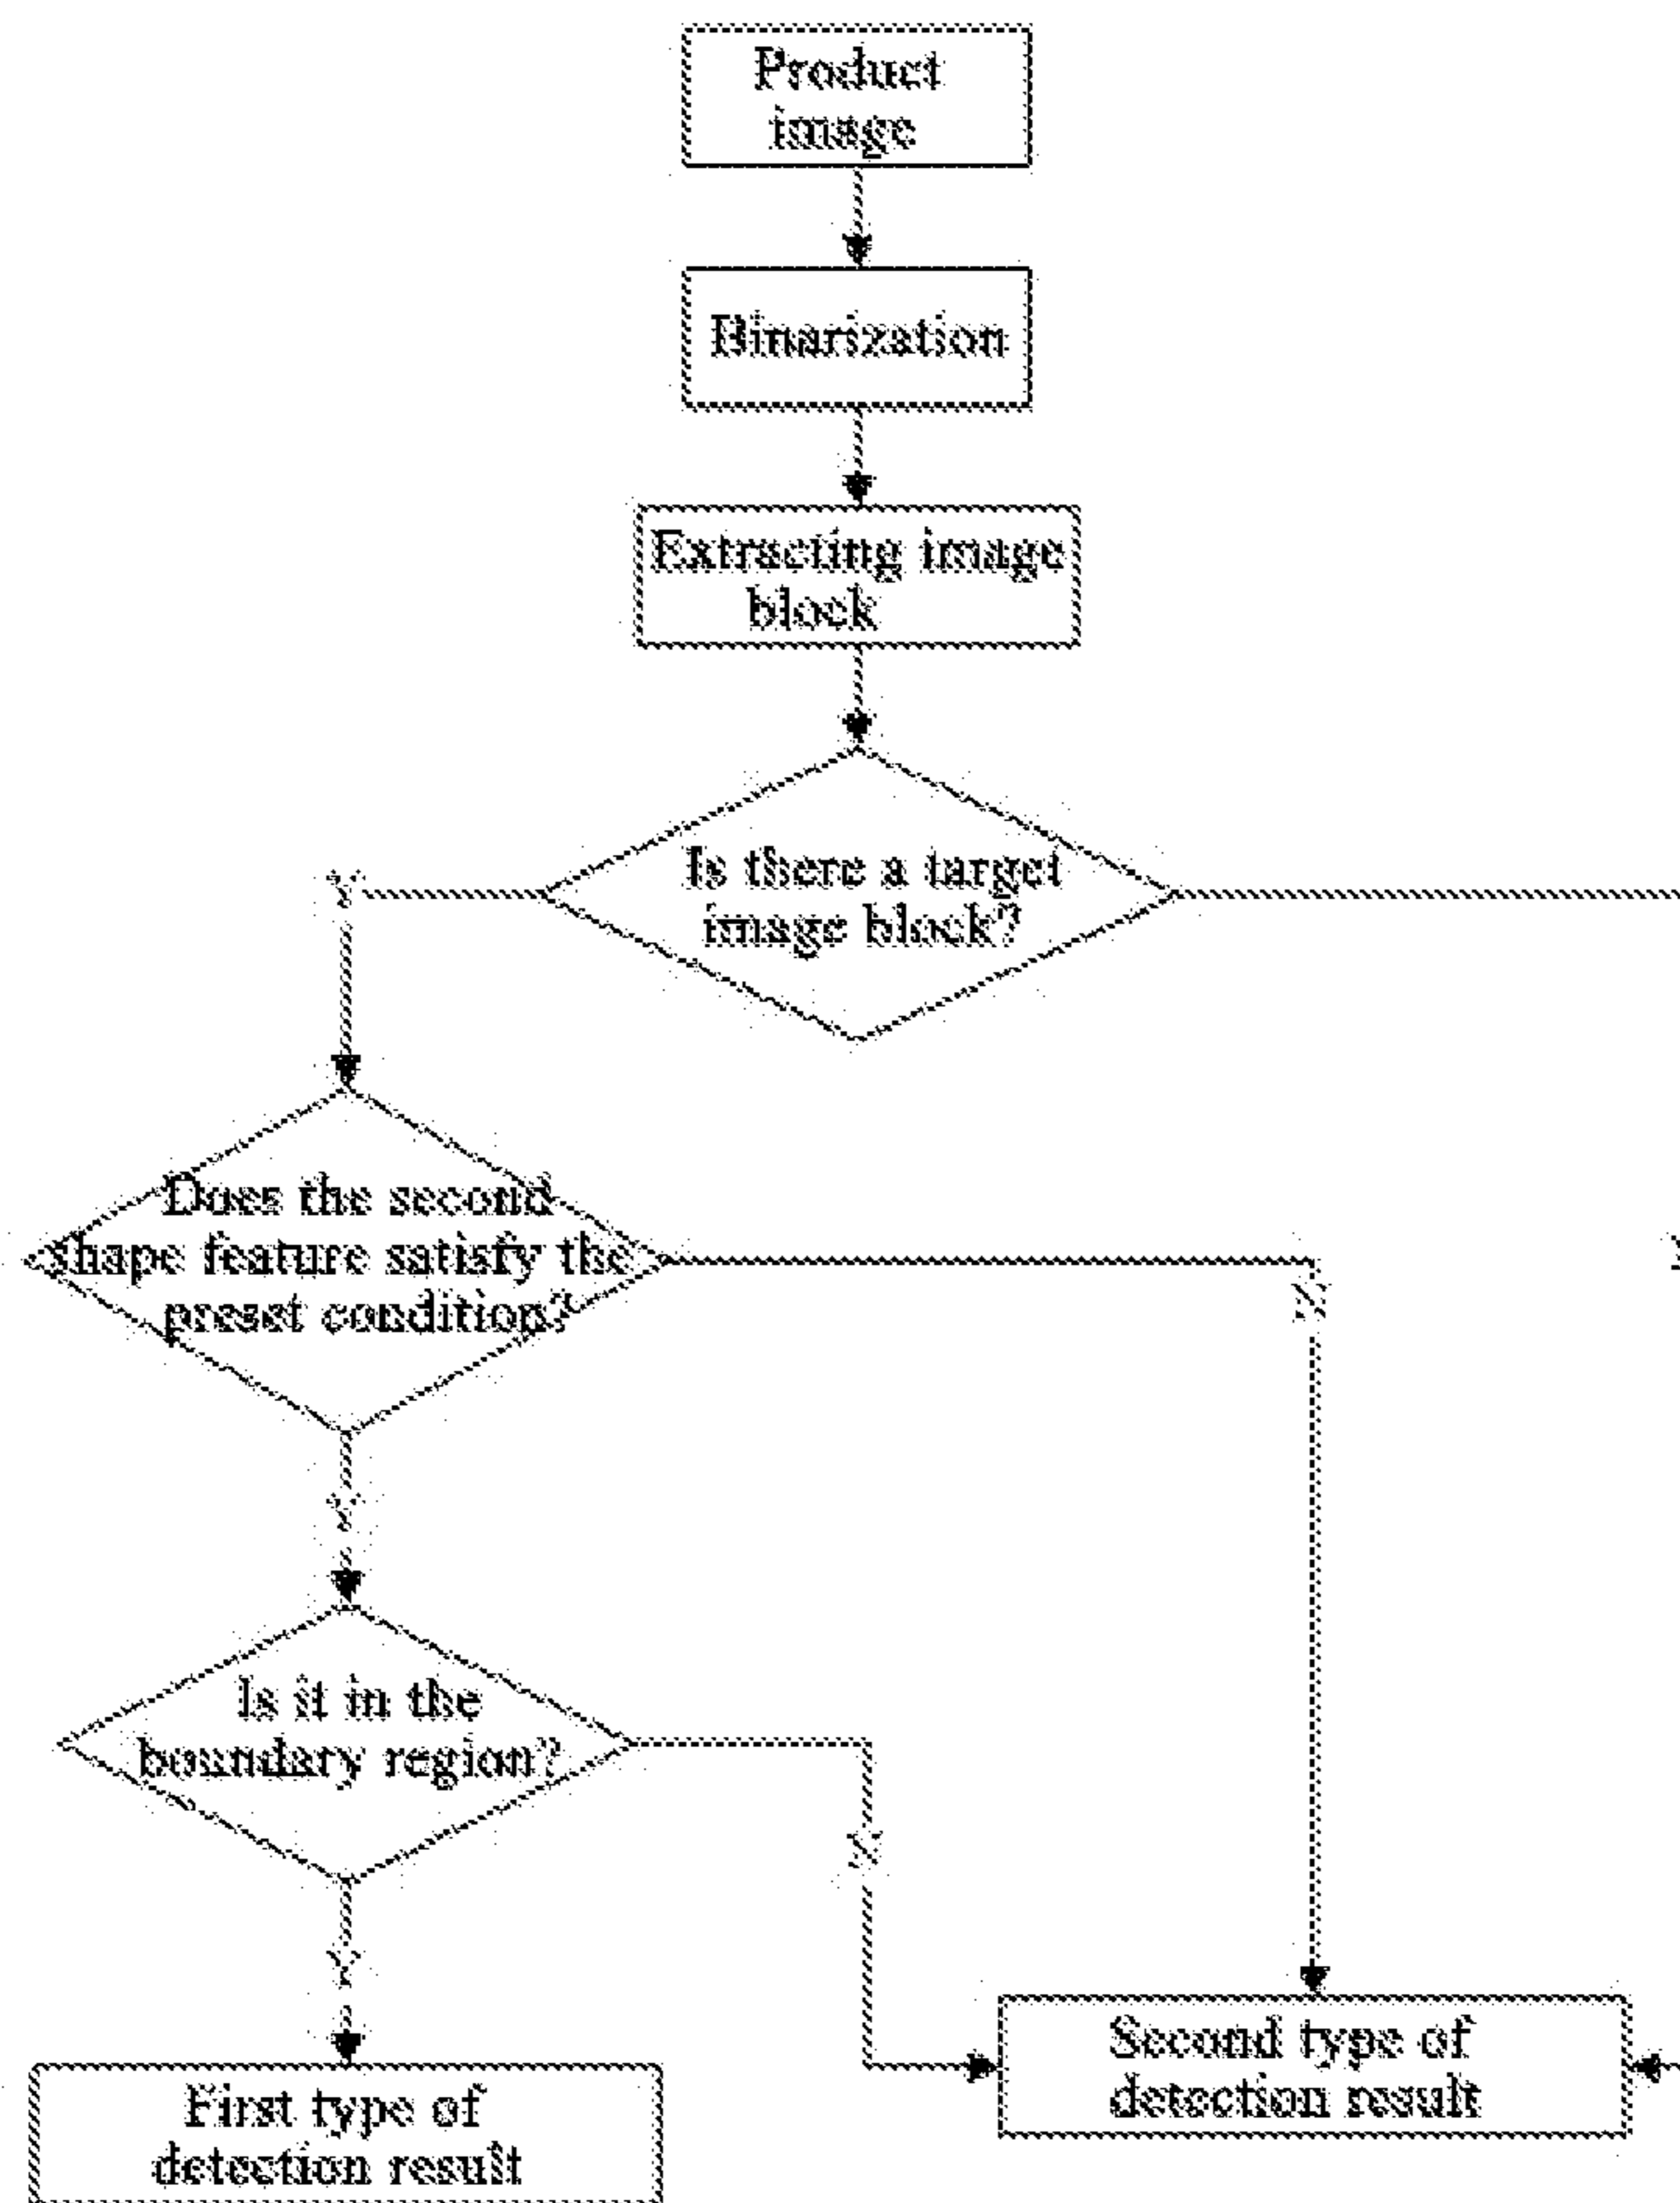 Product
image
Binarization
Extracting image
block
Is there a target
image block?
Y
Does the second
shape feature satisfy the
preset condition?
N
Y
Is it in the
boundary region?
N
Y
Second type of
detection result
First type of
detection result